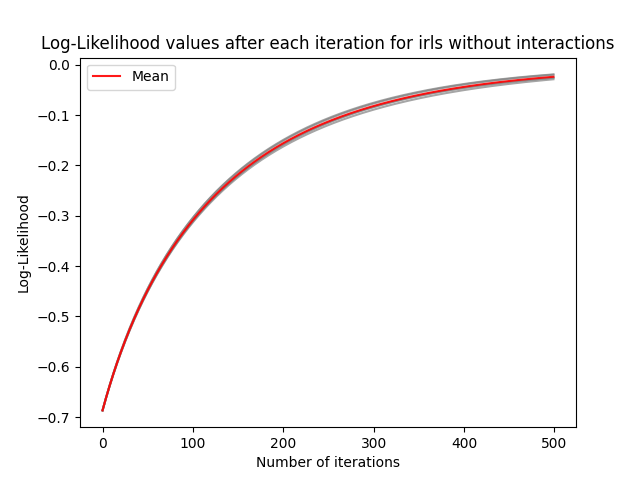 Log-Likelihood values after each iteration for irls without interactions
Mean
0.0
−0.1
−0.2
−0.3
−0.4
−0.5
−0.6
−0.7
Log-Likelihood
0 100 200 300 400 500
Number of iterations